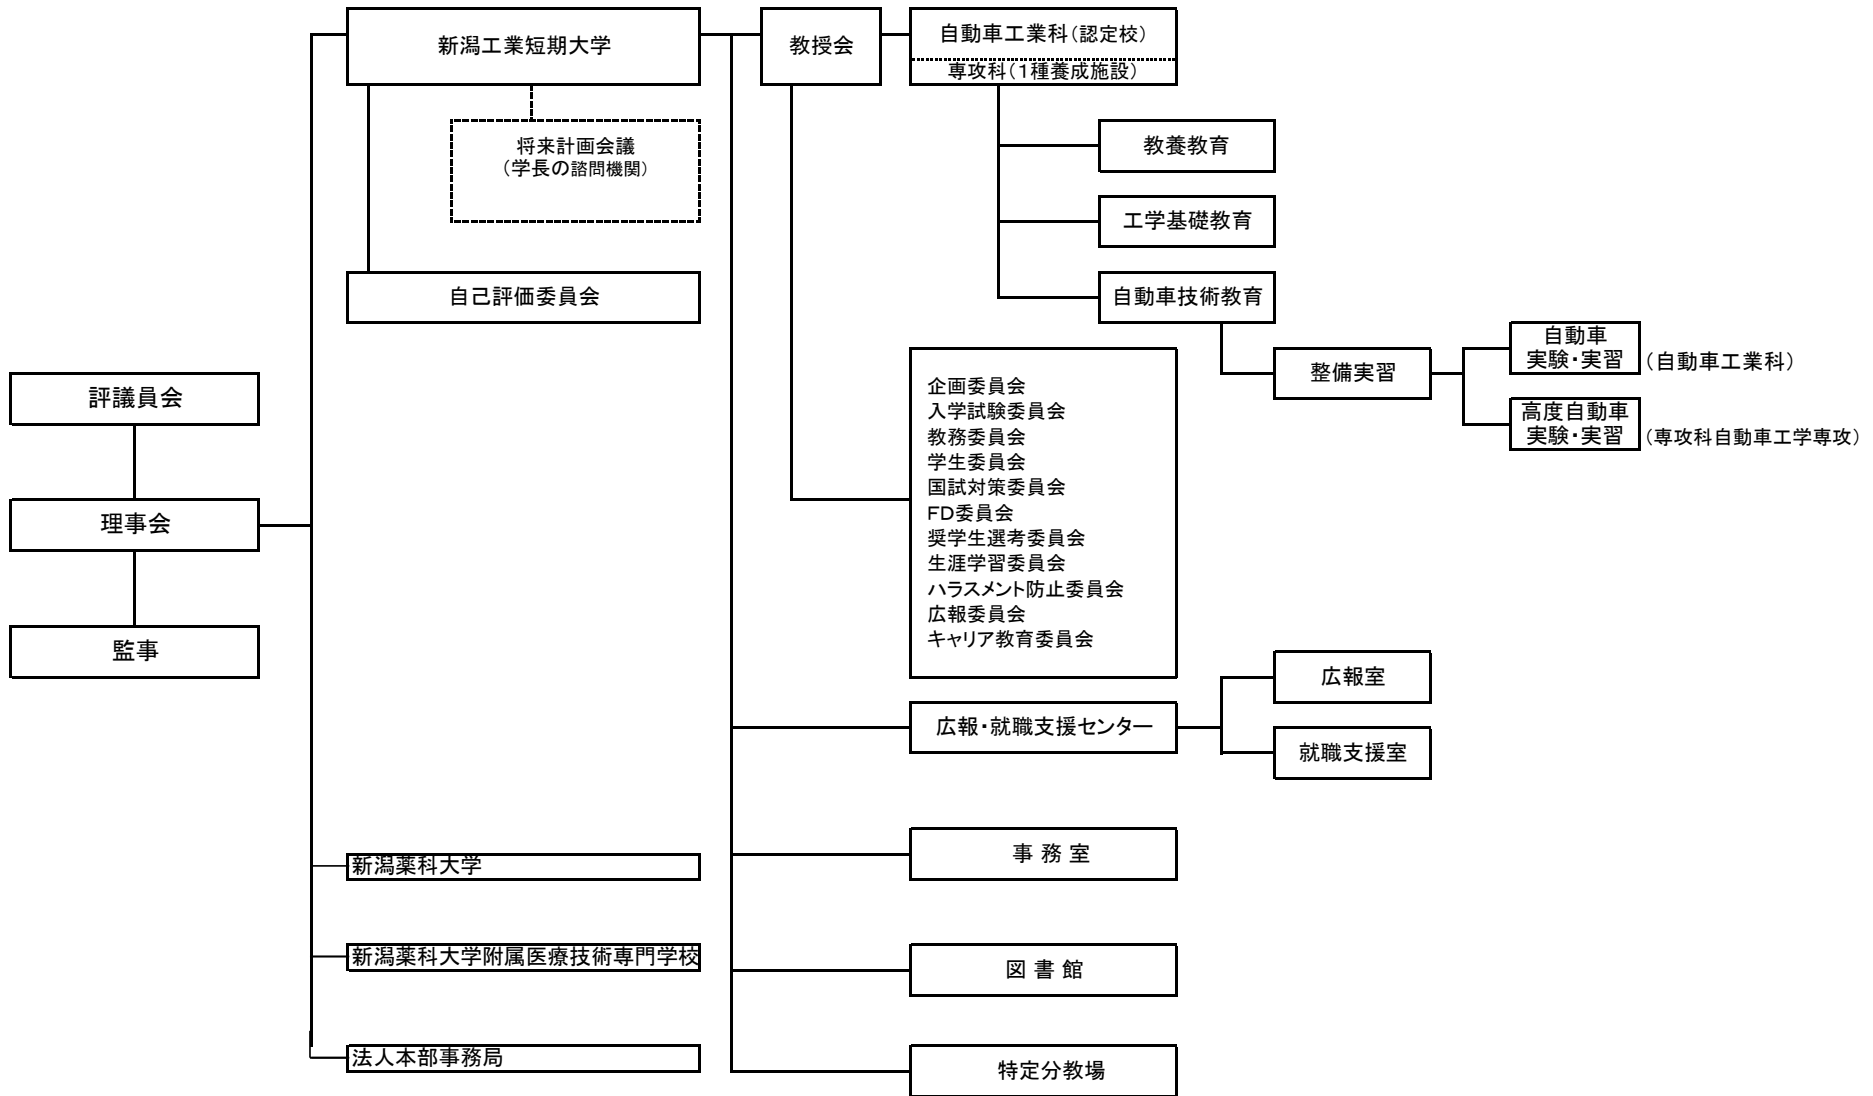 新潟工業短期大学
教授会
自動車工業科(認定校)
専攻科(1種養成施設)
将来計画会議
(学長の諮問機関)
教養教育
工学基礎教育
自己評価委員会
自動車技術教育
整備実習
自動車
実験・実習
(自動車工業科)
高度自動車
実験・実習
(専攻科自動車工学専攻)
評議員会
理事会
監事
企画委員会
入学試験委員会
教務委員会
学生委員会
国試対策委員会
FD委員会
奨学生選考委員会
生涯学習委員会
ハラスメント防止委員会
広報委員会
キャリア教育委員会
広報・就職支援センター
広報室
就職支援室
新潟薬科大学
事 務 室
新潟薬科大学附属医療技術専門学校
図 書 館
法人本部事務局
特定分教場